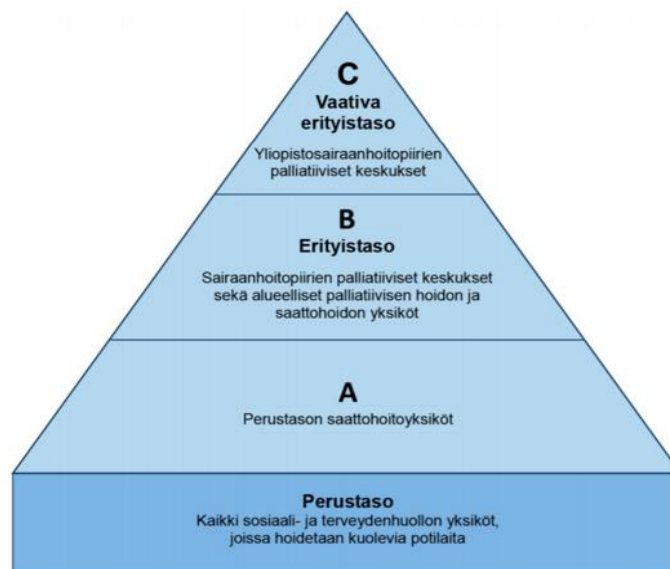 C
Vaativa
erityistaso
Yliopistosairaanhoitopiirien
palliatiiviset keskukset
B
Erityistaso
Sairaanhoitopiirien palliatiiviset keskukset
sekä alueelliset palliatiivisen hoidon ja
saattohoidon yksiköt
A
Perustason saattohoitoyksiköt
Perustaso
Kaikki sosiaali- ja terveydenhuollon yksiköt,
joissa hoidetaan kuolevia potilaita